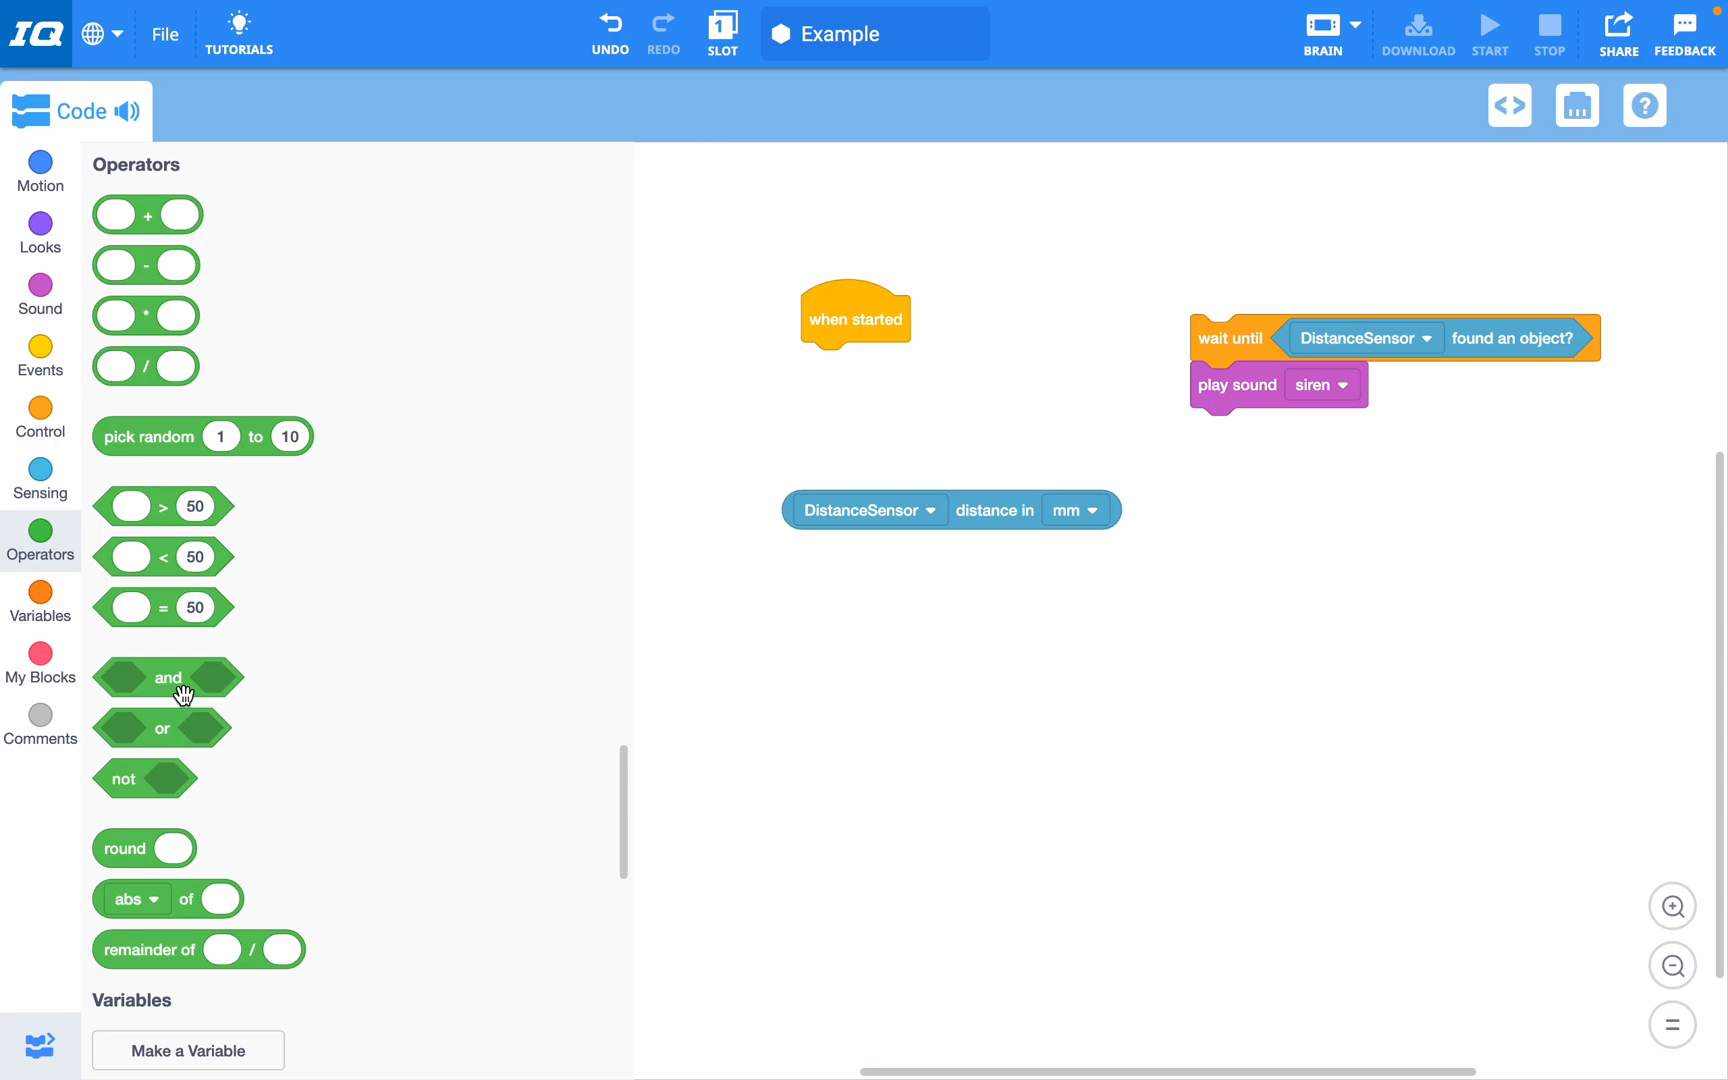 IQ
File
TUTORIALS
UNDO
REDO
1
SLOT
Example
BRAIN
DOWNLOAD
START
STOP
SHARE
FEEDBACK
Code
<>
?
Motion
Looks
Sound
Events
Control
Sensing
Operators
Variables
My Blocks
Comments
Operators
+
-
*
/
pick random 1 to 10
> 50
< 50
= 50
and
or
not
round
abs of
remainder of /
Variables
Make a Variable
when started
wait until DistanceSensor found an object?
play sound siren
DistanceSensor distance in mm
+
-
=